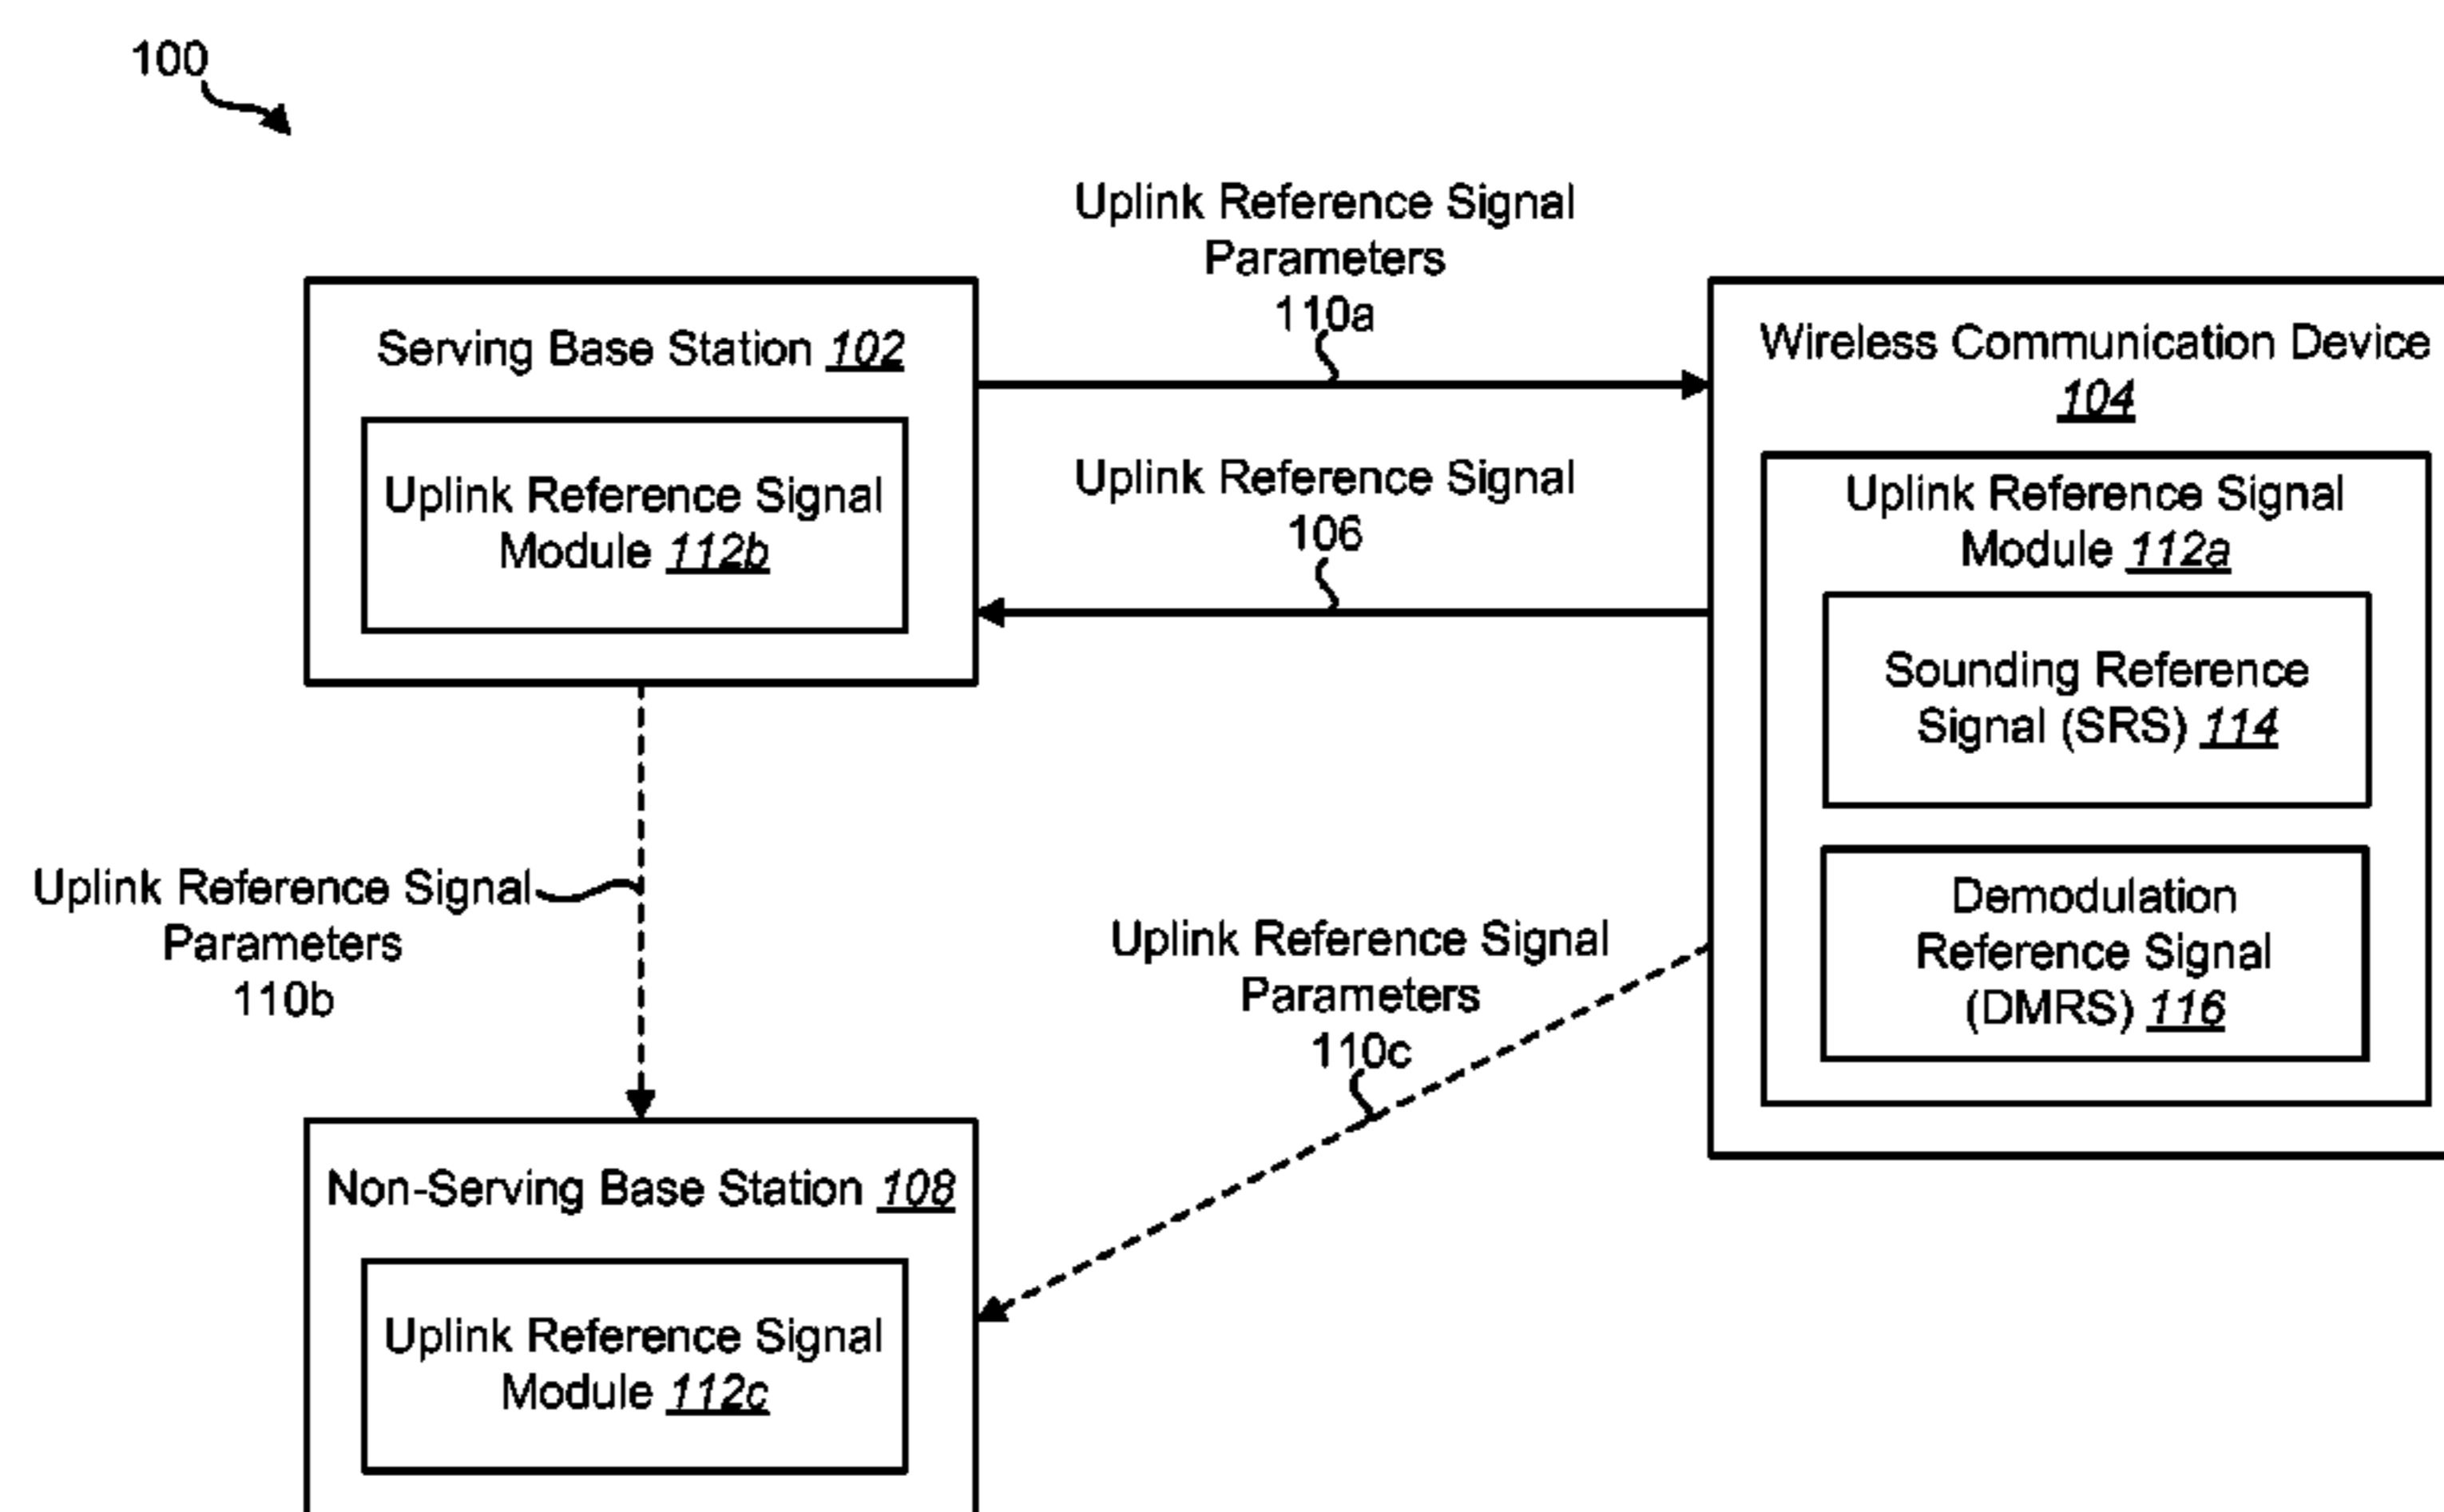 100
Uplink Reference Signal
Parameters
110a
Serving Base Station 102
Uplink Reference Signal
Module 112b
Uplink Reference Signal
106
Wireless Communication Device
104
Uplink Reference Signal
Module 112a
Sounding Reference
Signal (SRS) 114
Demodulation
Reference Signal
(DMRS) 116
Uplink Reference Signal
Parameters
110b
Uplink Reference Signal
Parameters
110c
Non-Serving Base Station 108
Uplink Reference Signal
Module 112c